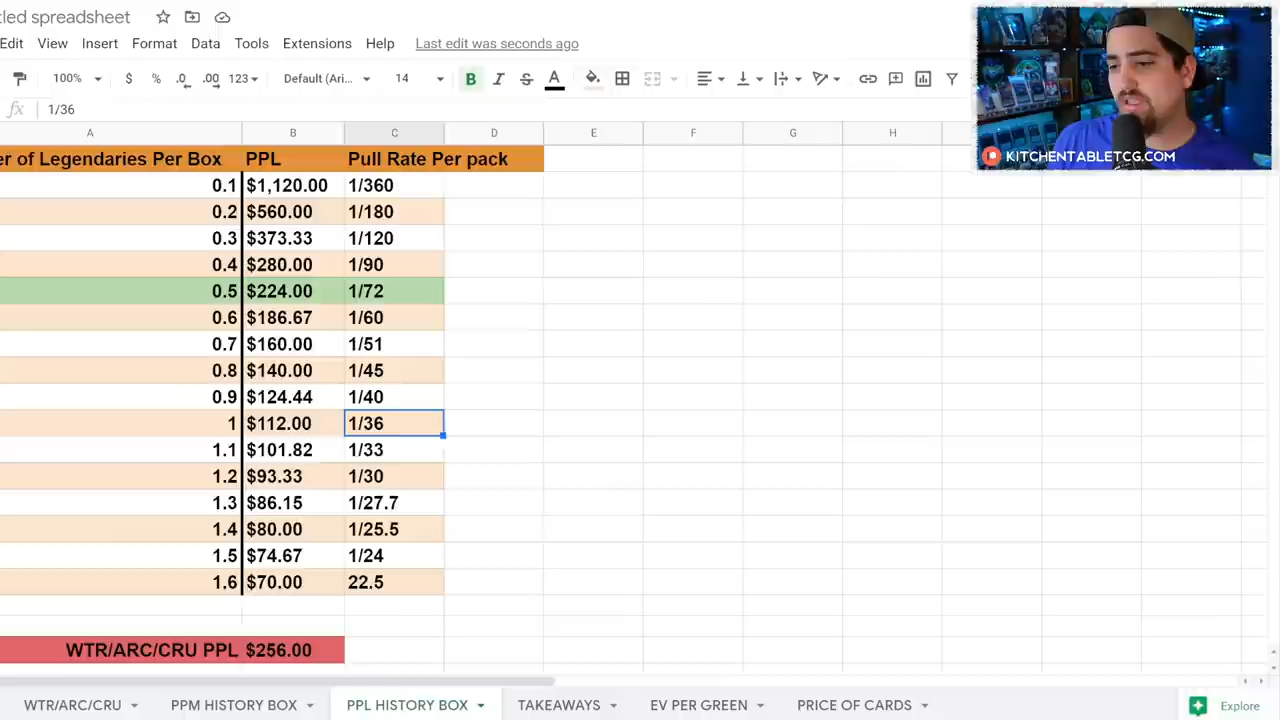 tled spreadsheet
Edit View Insert Format Data Tools Extensions Help Last edit was seconds ago
100% $ % .0 .00 123 Default (Ari... 14 B I S A
fx 1/36
A B C D E F G H
er of Legendaries Per Box PPL Pull Rate Per pack
0.1 $1,120.00 1/360
0.2 $560.00 1/180
0.3 $373.33 1/120
0.4 $280.00 1/90
0.5 $224.00 1/72
0.6 $186.67 1/60
0.7 $160.00 1/51
0.8 $140.00 1/45
0.9 $124.44 1/40
1 $112.00 1/36
1.1 $101.82 1/33
1.2 $93.33 1/30
1.3 $86.15 1/27.7
1.4 $80.00 1/25.5
1.5 $74.67 1/24
1.6 $70.00 22.5
WTR/ARC/CRU PPL $256.00
WTR/ARC/CRU PPM HISTORY BOX PPL HISTORY BOX TAKEAWAYS EV PER GREEN PRICE OF CARDS Explore
KITCHENTABLETCG.COM